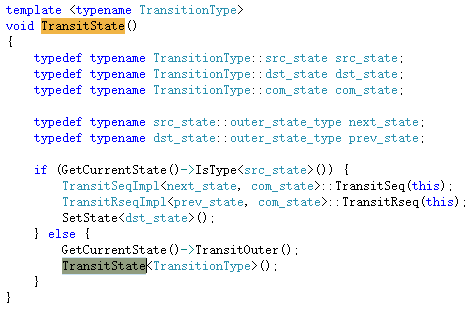 template <typename TransitionType>
void TransitState()
{
    typedef typename TransitionType::src_state src_state;
    typedef typename TransitionType::dst_state dst_state;
    typedef typename TransitionType::com_state com_state;

    typedef typename src_state::outer_state_type next_state;
    typedef typename dst_state::outer_state_type prev_state;

    if (GetCurrentState()->IsType<src_state>()) {
        TransitSeqImpl<next_state, com_state>::TransitSeq(this);
        TransitRseqImpl<prev_state, com_state>::TransitRseq(this);
        SetState<dst_state>();
    } else {
        GetCurrentState()->TransitOuter();
        TransitState<TransitionType>();
    }
}